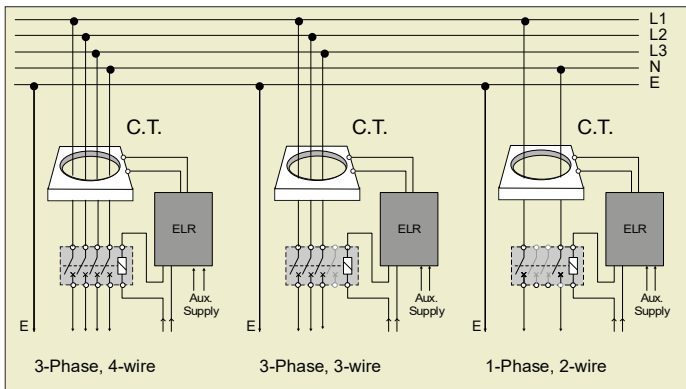 L1
L2
L3
N
E
C.T.
C.T.
C.T.
ELR
ELR
ELR
Aux.
Supply
Aux.
Supply
Aux.
Supply
E
E
E
3-Phase, 4-wire
3-Phase, 3-wire
1-Phase, 2-wire